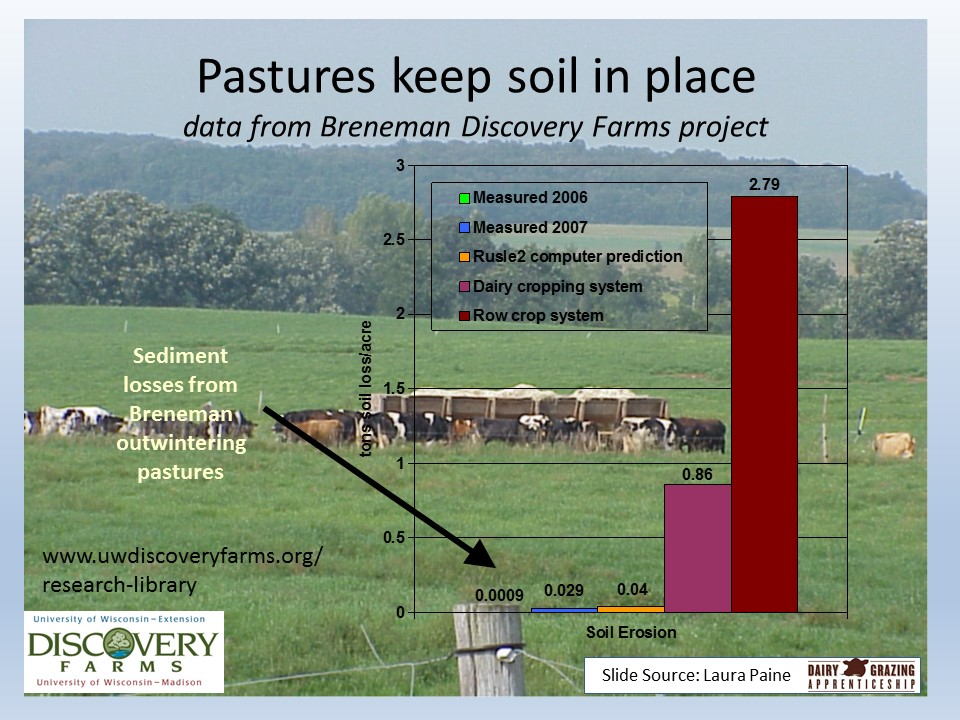 Pastures keep soil in place
data from Breneman Discovery Farms project
3
2.5
2
1.5
1
0.5
0
tons soil loss/acre
Measured 2006
Measured 2007
Rusle2 computer prediction
Dairy cropping system
Row crop system
2.79
0.86
0.0009
0.029
0.04
Soil Erosion
Sediment
losses from
Breneman
outwintering
pastures
www.uwdiscoveryfarms.org/
research-library
University of Wisconsin–Extension
DISCOVERY
FARMS
University of Wisconsin–Madison
Slide Source: Laura Paine
DAIRY GRAZING
APPRENTICESHIP